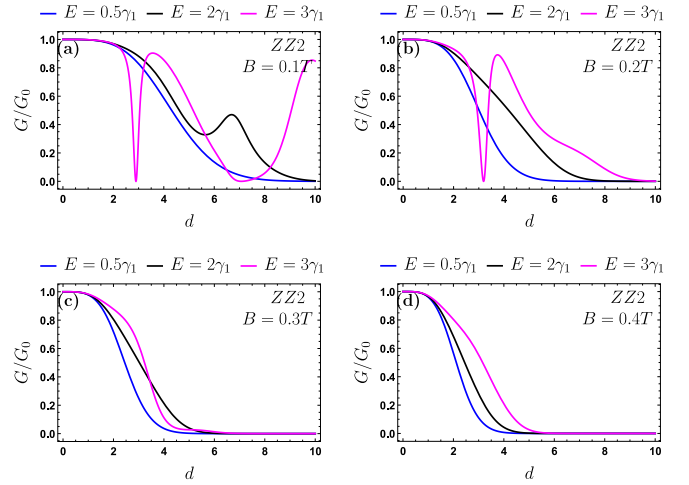 E = 0.5γ₁ E = 2γ₁ E = 3γ₁ E = 0.5γ₁ E = 2γ₁ E = 3γ₁
1.0 (a) ZZ2 1.0 (b) ZZ2
0.8 B = 0.1T 0.8 B = 0.2T
G/G₀ 0.6 G/G₀ 0.6
0.4 0.4
0.2 0.2
0.0 0.0
0 2 4 6 8 10 0 2 4 6 8 10
d d
E = 0.5γ₁ E = 2γ₁ E = 3γ₁ E = 0.5γ₁ E = 2γ₁ E = 3γ₁
1.0 (c) ZZ2 1.0 (d) ZZ2
0.8 B = 0.3T 0.8 B = 0.4T
G/G₀ 0.6 G/G₀ 0.6
0.4 0.4
0.2 0.2
0.0 0.0
0 2 4 6 8 10 0 2 4 6 8 10
d d